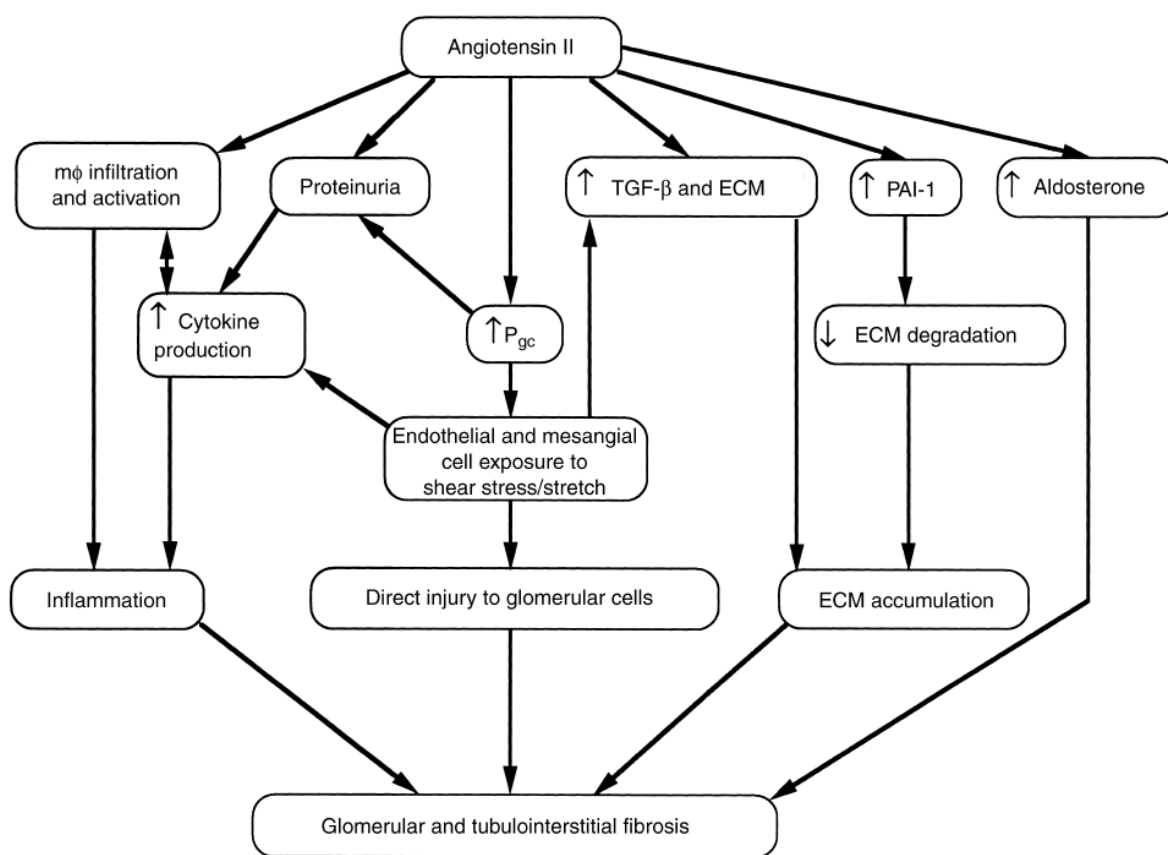 Angiotensin II
mϕ infiltration
and activation
Proteinuria
↑ TGF-β and ECM
↑ PAI-1
↑ Aldosterone
↑ Cytokine
production
↑Pgc
↓ ECM degradation
Endothelial and mesangial
cell exposure to
shear stress/stretch
Inflammation
Direct injury to glomerular cells
ECM accumulation
Glomerular and tubulointerstitial fibrosis